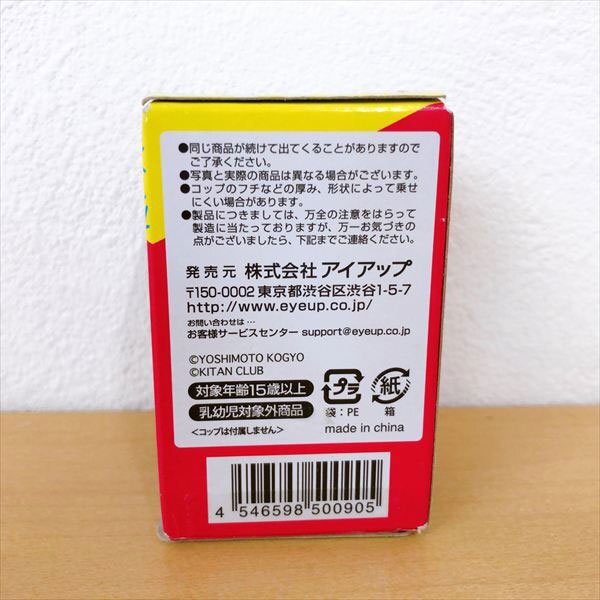 ●同じ商品が続けて出てくることがありますので
ご了承ください。
●写真と実際の商品は異なる場合がございます。
●コップのフチなどの厚み、形状によって乗せ
にくい場合があります。
●製品につきましては、万全の注意をはらって
製造に当たっておりますが、万一お気づきの
点がございましたら、下記までご連絡ください。
発売元 株式会社 アイアップ
〒150-0002 東京都渋谷区渋谷1-5-7
http://www.eyeup.co.jp/
お問い合わせは…
お客様サービスセンター support@eyeup.co.jp
©YOSHIMOTO KOGYO
©KITAN CLUB
対象年齢15歳以上
乳幼児対象外商品
<コップは付属しません>
プラ
袋：PE
紙
箱
made in china
4 546598 500905